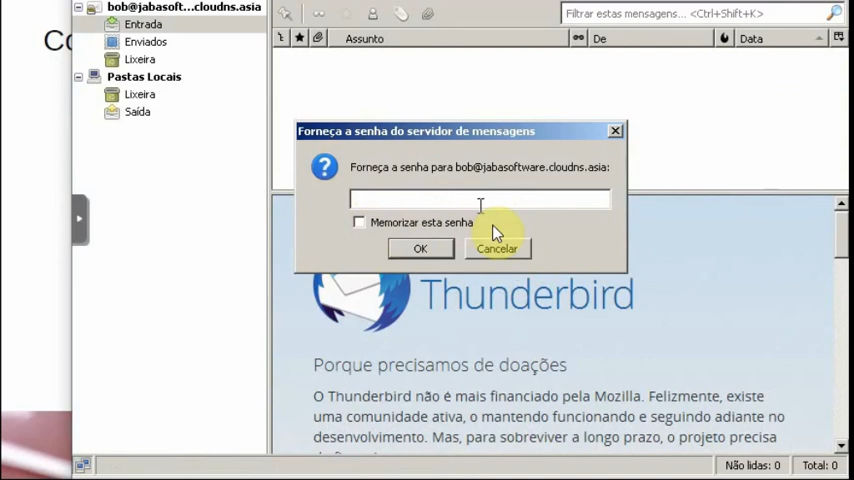 Co
bob@jabasoft...cloudns.asia
Entrada
Enviados
Lixeira
Pastas Locais
Lixeira
Saída
Filtrar estas mensagens... <Ctrl+Shift+K>
Assunto
De
Data
Forneça a senha do servidor de mensagens
Forneça a senha para bob@jabasoftware.cloudns.asia:
Memorizar esta senha
OK
Cancelar
Thunderbird
Porque precisamos de doações
O Thunderbird não é mais financiado pela Mozilla. Felizmente, existe
uma comunidade ativa, o mantendo funcionando e seguindo adiante no
desenvolvimento. Mas, para sobreviver a longo prazo, o projeto precisa
Não lidas: 0
Total: 0